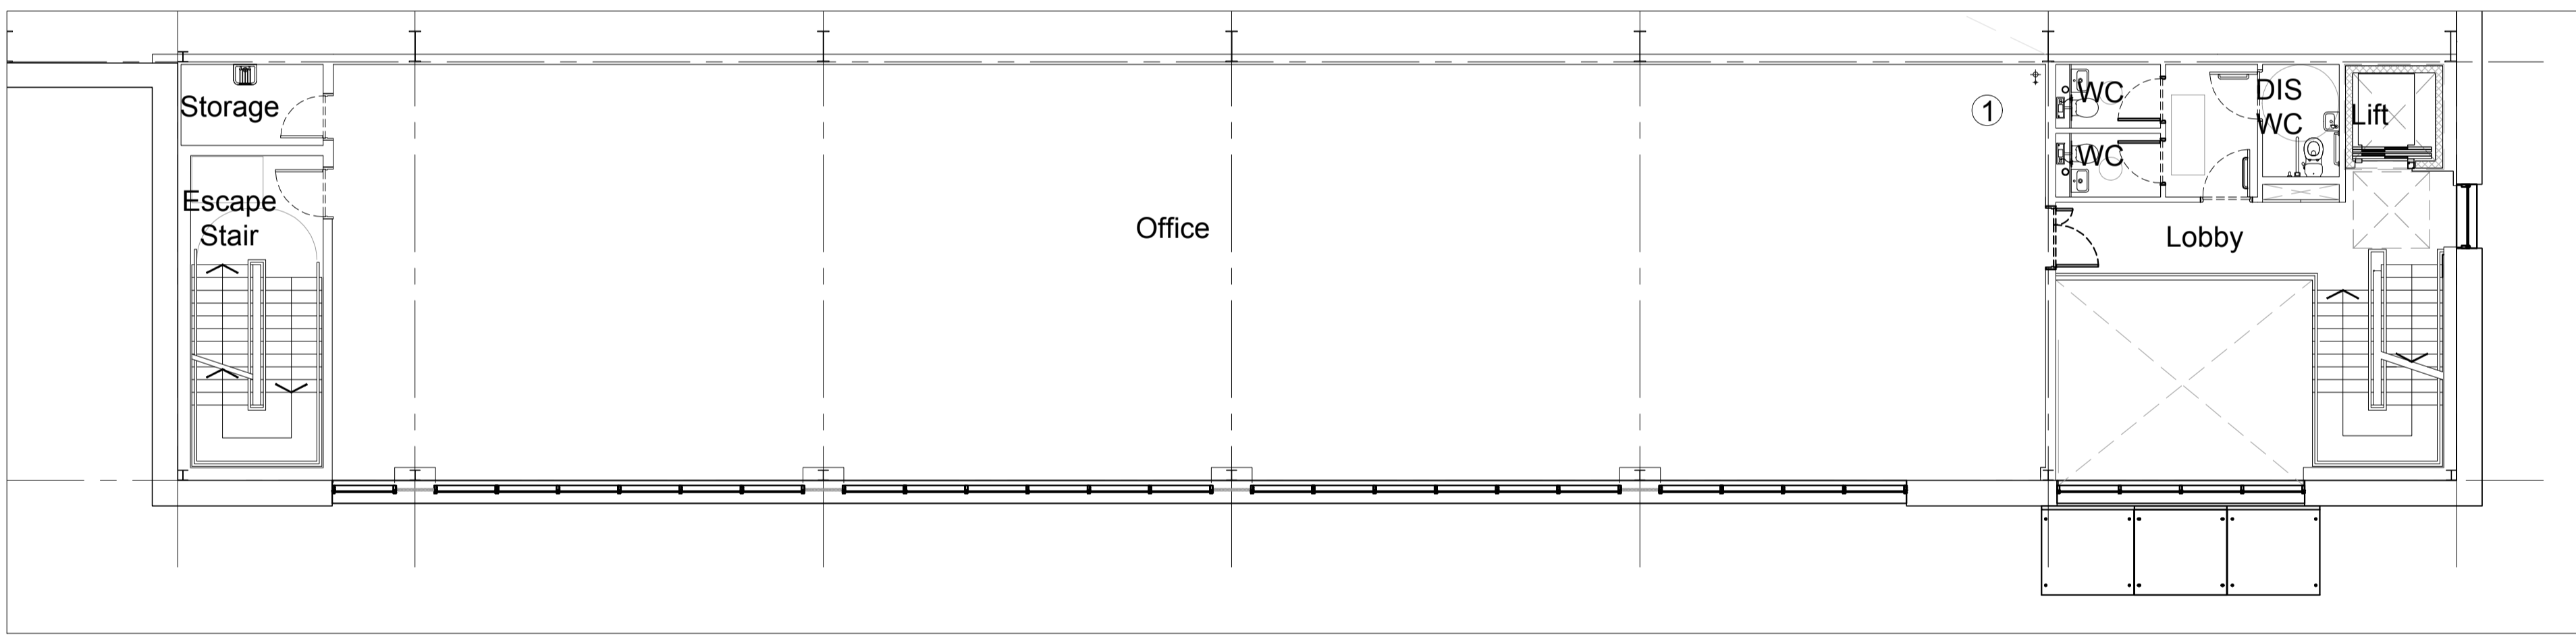 Storage
Escape
Stair
Office
1
WC
WC
DIS
WC
Lift
Lobby